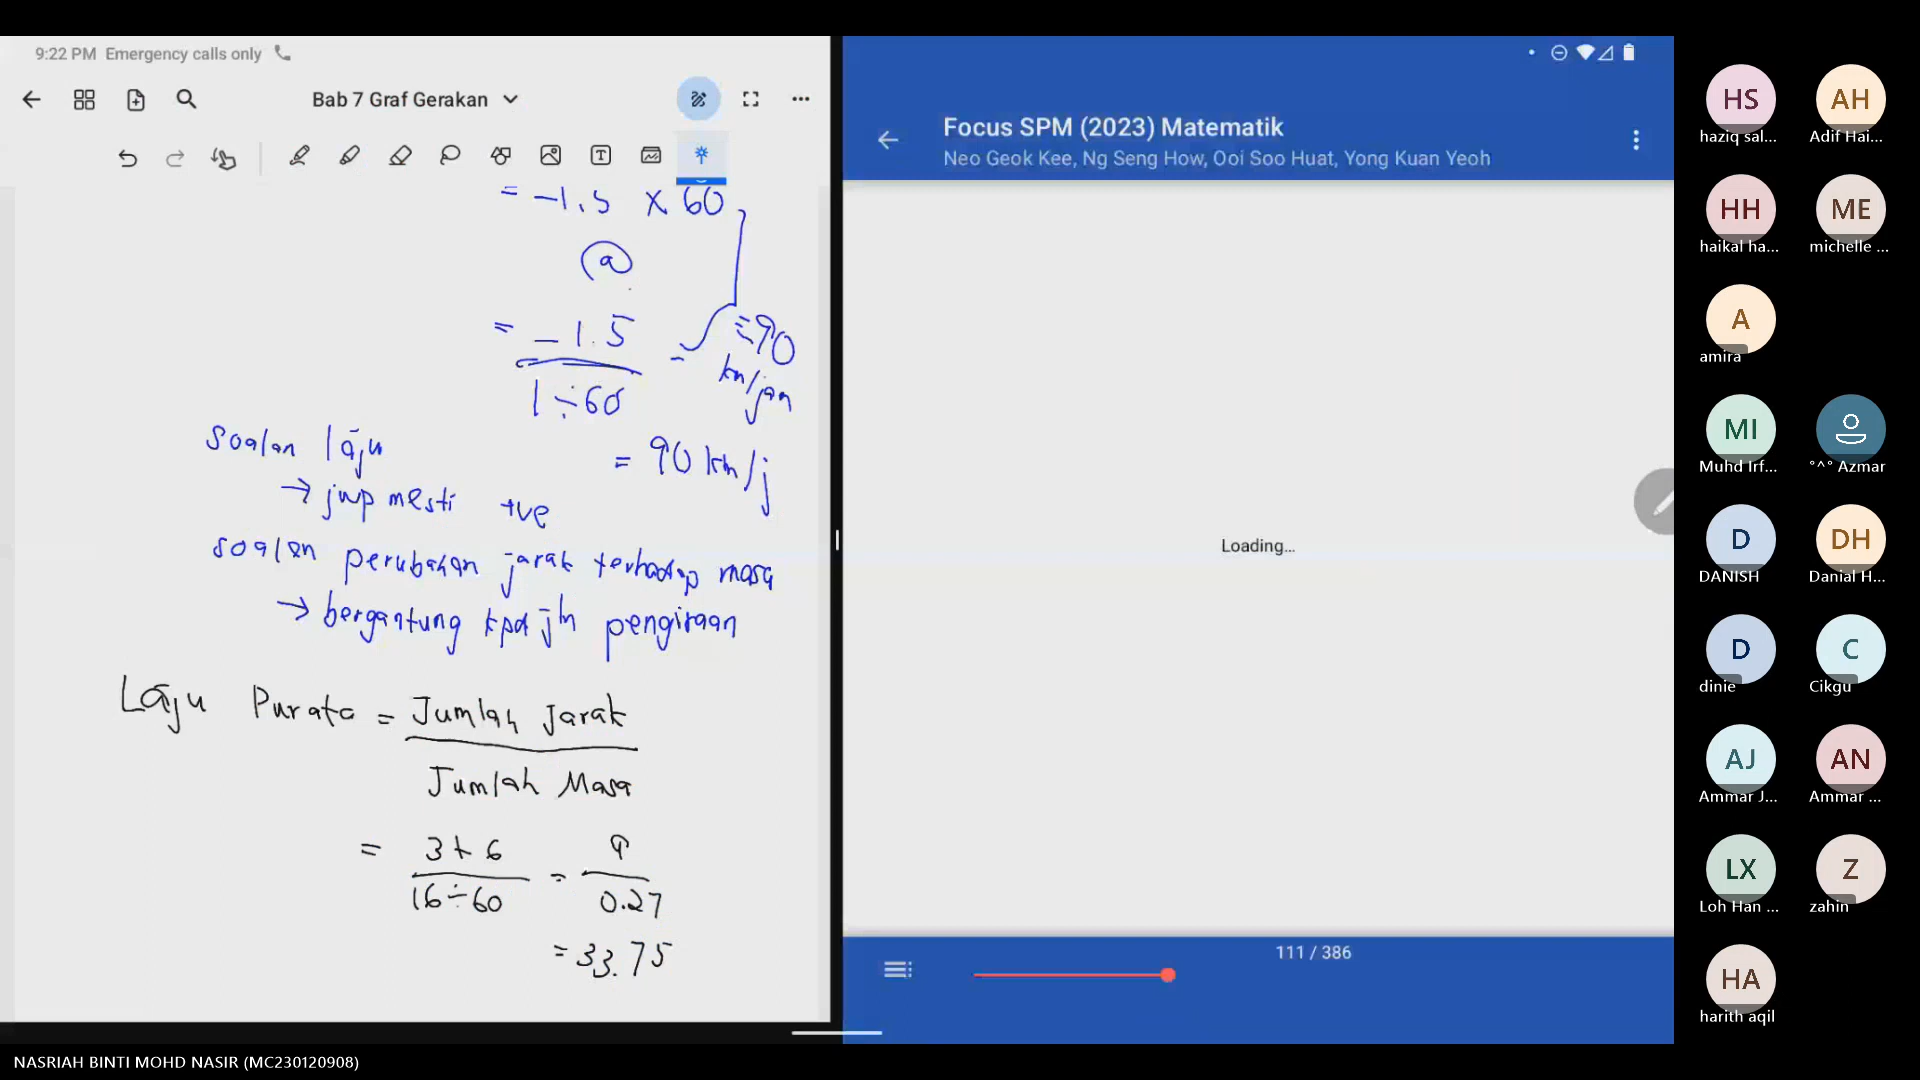 9:22 PM Emergency calls only
Bab 7 Graf Gerakan
= -1.5 x 60
@
= -1.5
1÷60
=
=90
km/jam
= 90 km/j
soalan laju
→ jwp mesti +ve
soalan perubahan jarak terhadap masa
→ bergantung kpd jln pengiraan
Laju Purata = Jumlah Jarak
Jumlah Masa
= 3+6 = 9
16÷60 0.27
= 33.75
Focus SPM (2023) Matematik
Neo Geok Kee, Ng Seng How, Ooi Soo Huat, Yong Kuan Yeoh
Loading...
111 / 386
HS
haziq sal...
AH
Adif Hai...
HH
haikal ha...
ME
michelle ...
A
amira
MI
Muhd Irf...
°^° Azmar
D
DANISH
DH
Danial H...
D
dinie
C
Cikgu
AJ
Ammar J...
AN
Ammar ...
LX
Loh Han ...
Z
zahin
HA
harith aqil
NASRIAH BINTI MOHD NASIR (MC230120908)